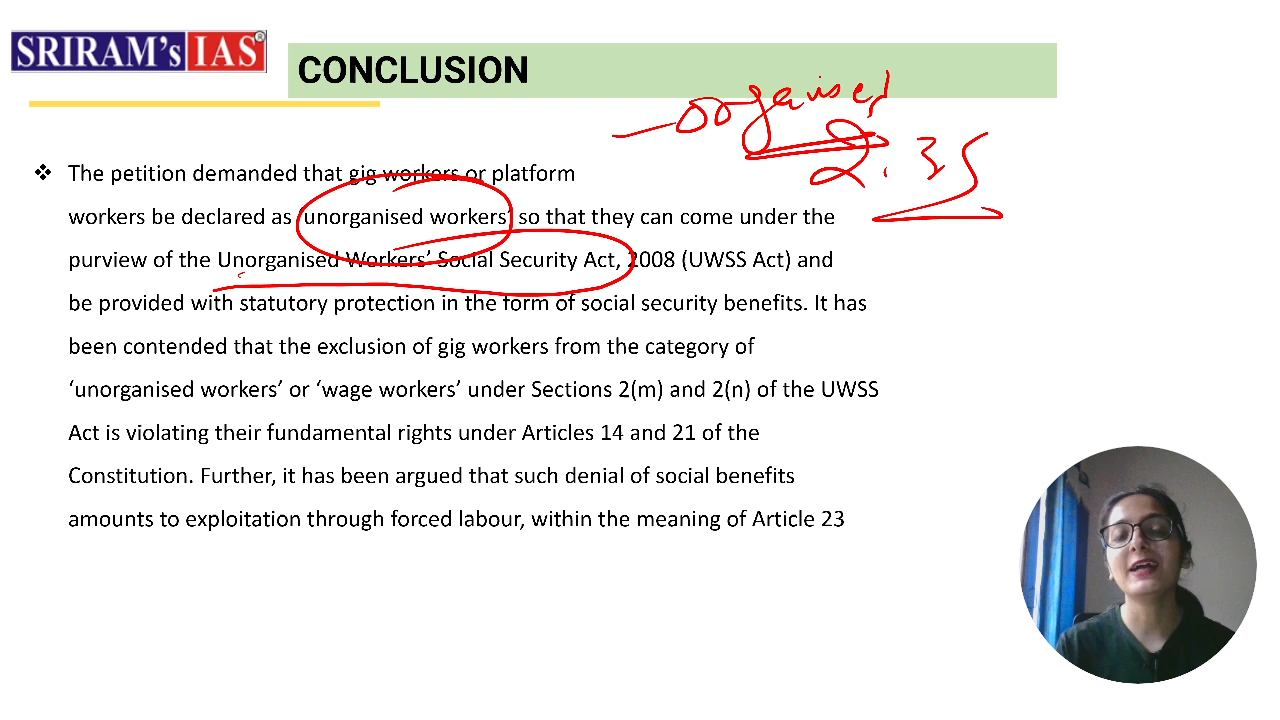 SRIRAM's IAS®
CONCLUSION
organised
2.35
❖ The petition demanded that gig workers or platform
workers be declared as ‘unorganised workers’ so that they can come under the
purview of the Unorganised Workers’ Social Security Act, 2008 (UWSS Act) and
be provided with statutory protection in the form of social security benefits. It has
been contended that the exclusion of gig workers from the category of
‘unorganised workers’ or ‘wage workers’ under Sections 2(m) and 2(n) of the UWSS
Act is violating their fundamental rights under Articles 14 and 21 of the
Constitution. Further, it has been argued that such denial of social benefits
amounts to exploitation through forced labour, within the meaning of Article 23